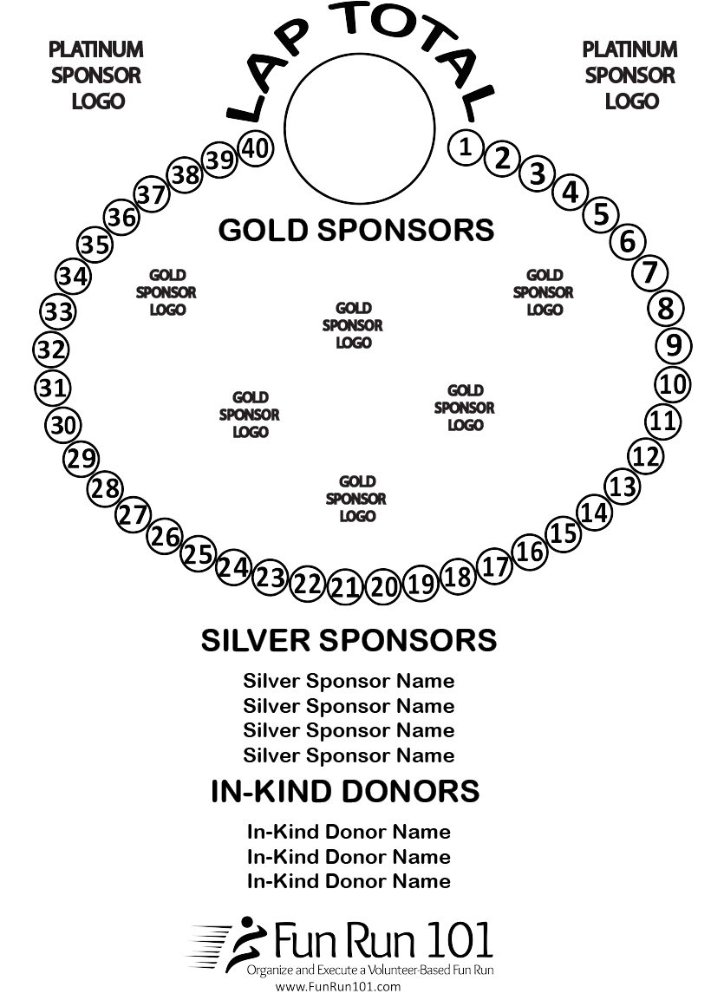 LAP TOTAL
PLATINUM
SPONSOR
LOGO
PLATINUM
SPONSOR
LOGO
1
2
3
4
5
6
7
8
9
10
11
12
13
14
15
16
17
18
19
20
21
22
23
24
25
26
27
28
29
30
31
32
33
34
35
36
37
38
39
40
GOLD SPONSORS
GOLD
SPONSOR
LOGO
GOLD
SPONSOR
LOGO
GOLD
SPONSOR
LOGO
GOLD
SPONSOR
LOGO
GOLD
SPONSOR
LOGO
GOLD
SPONSOR
LOGO
SILVER SPONSORS
Silver Sponsor Name
Silver Sponsor Name
Silver Sponsor Name
Silver Sponsor Name
IN-KIND DONORS
In-Kind Donor Name
In-Kind Donor Name
In-Kind Donor Name
Fun Run 101
Organize and Execute a Volunteer-Based Fun Run
www.FunRun101.com